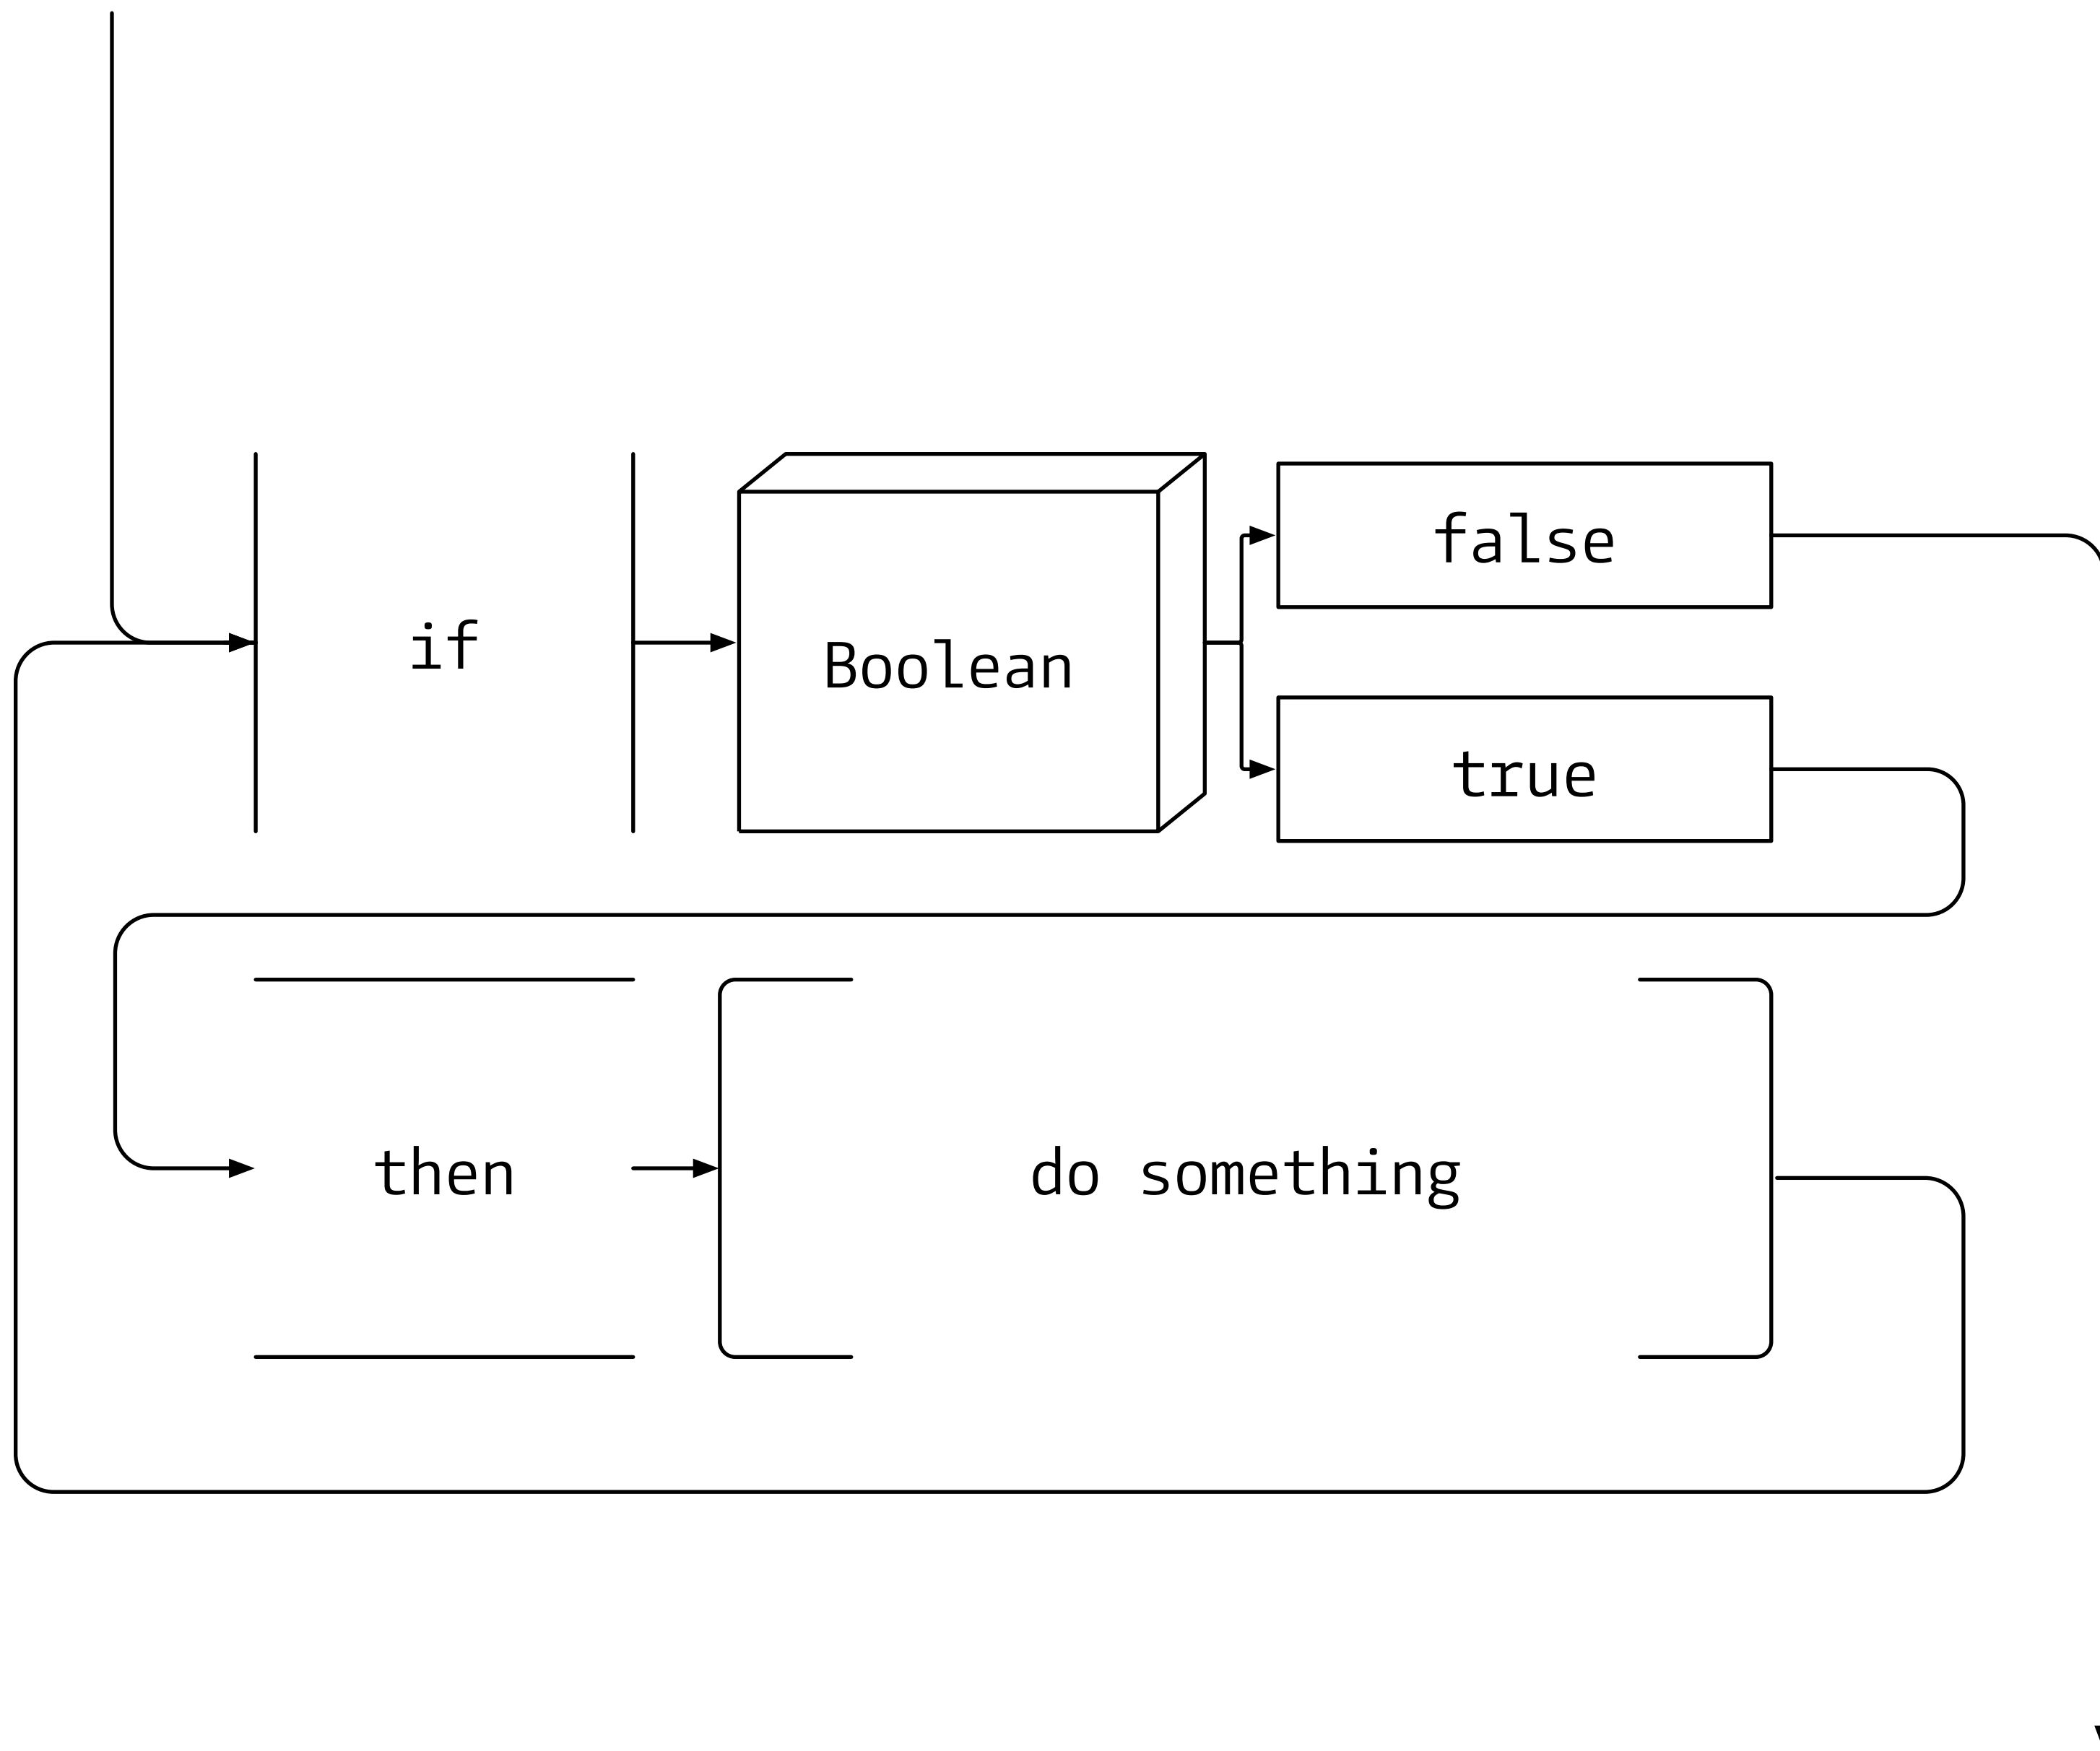 if
Boolean
false
true
then
do something